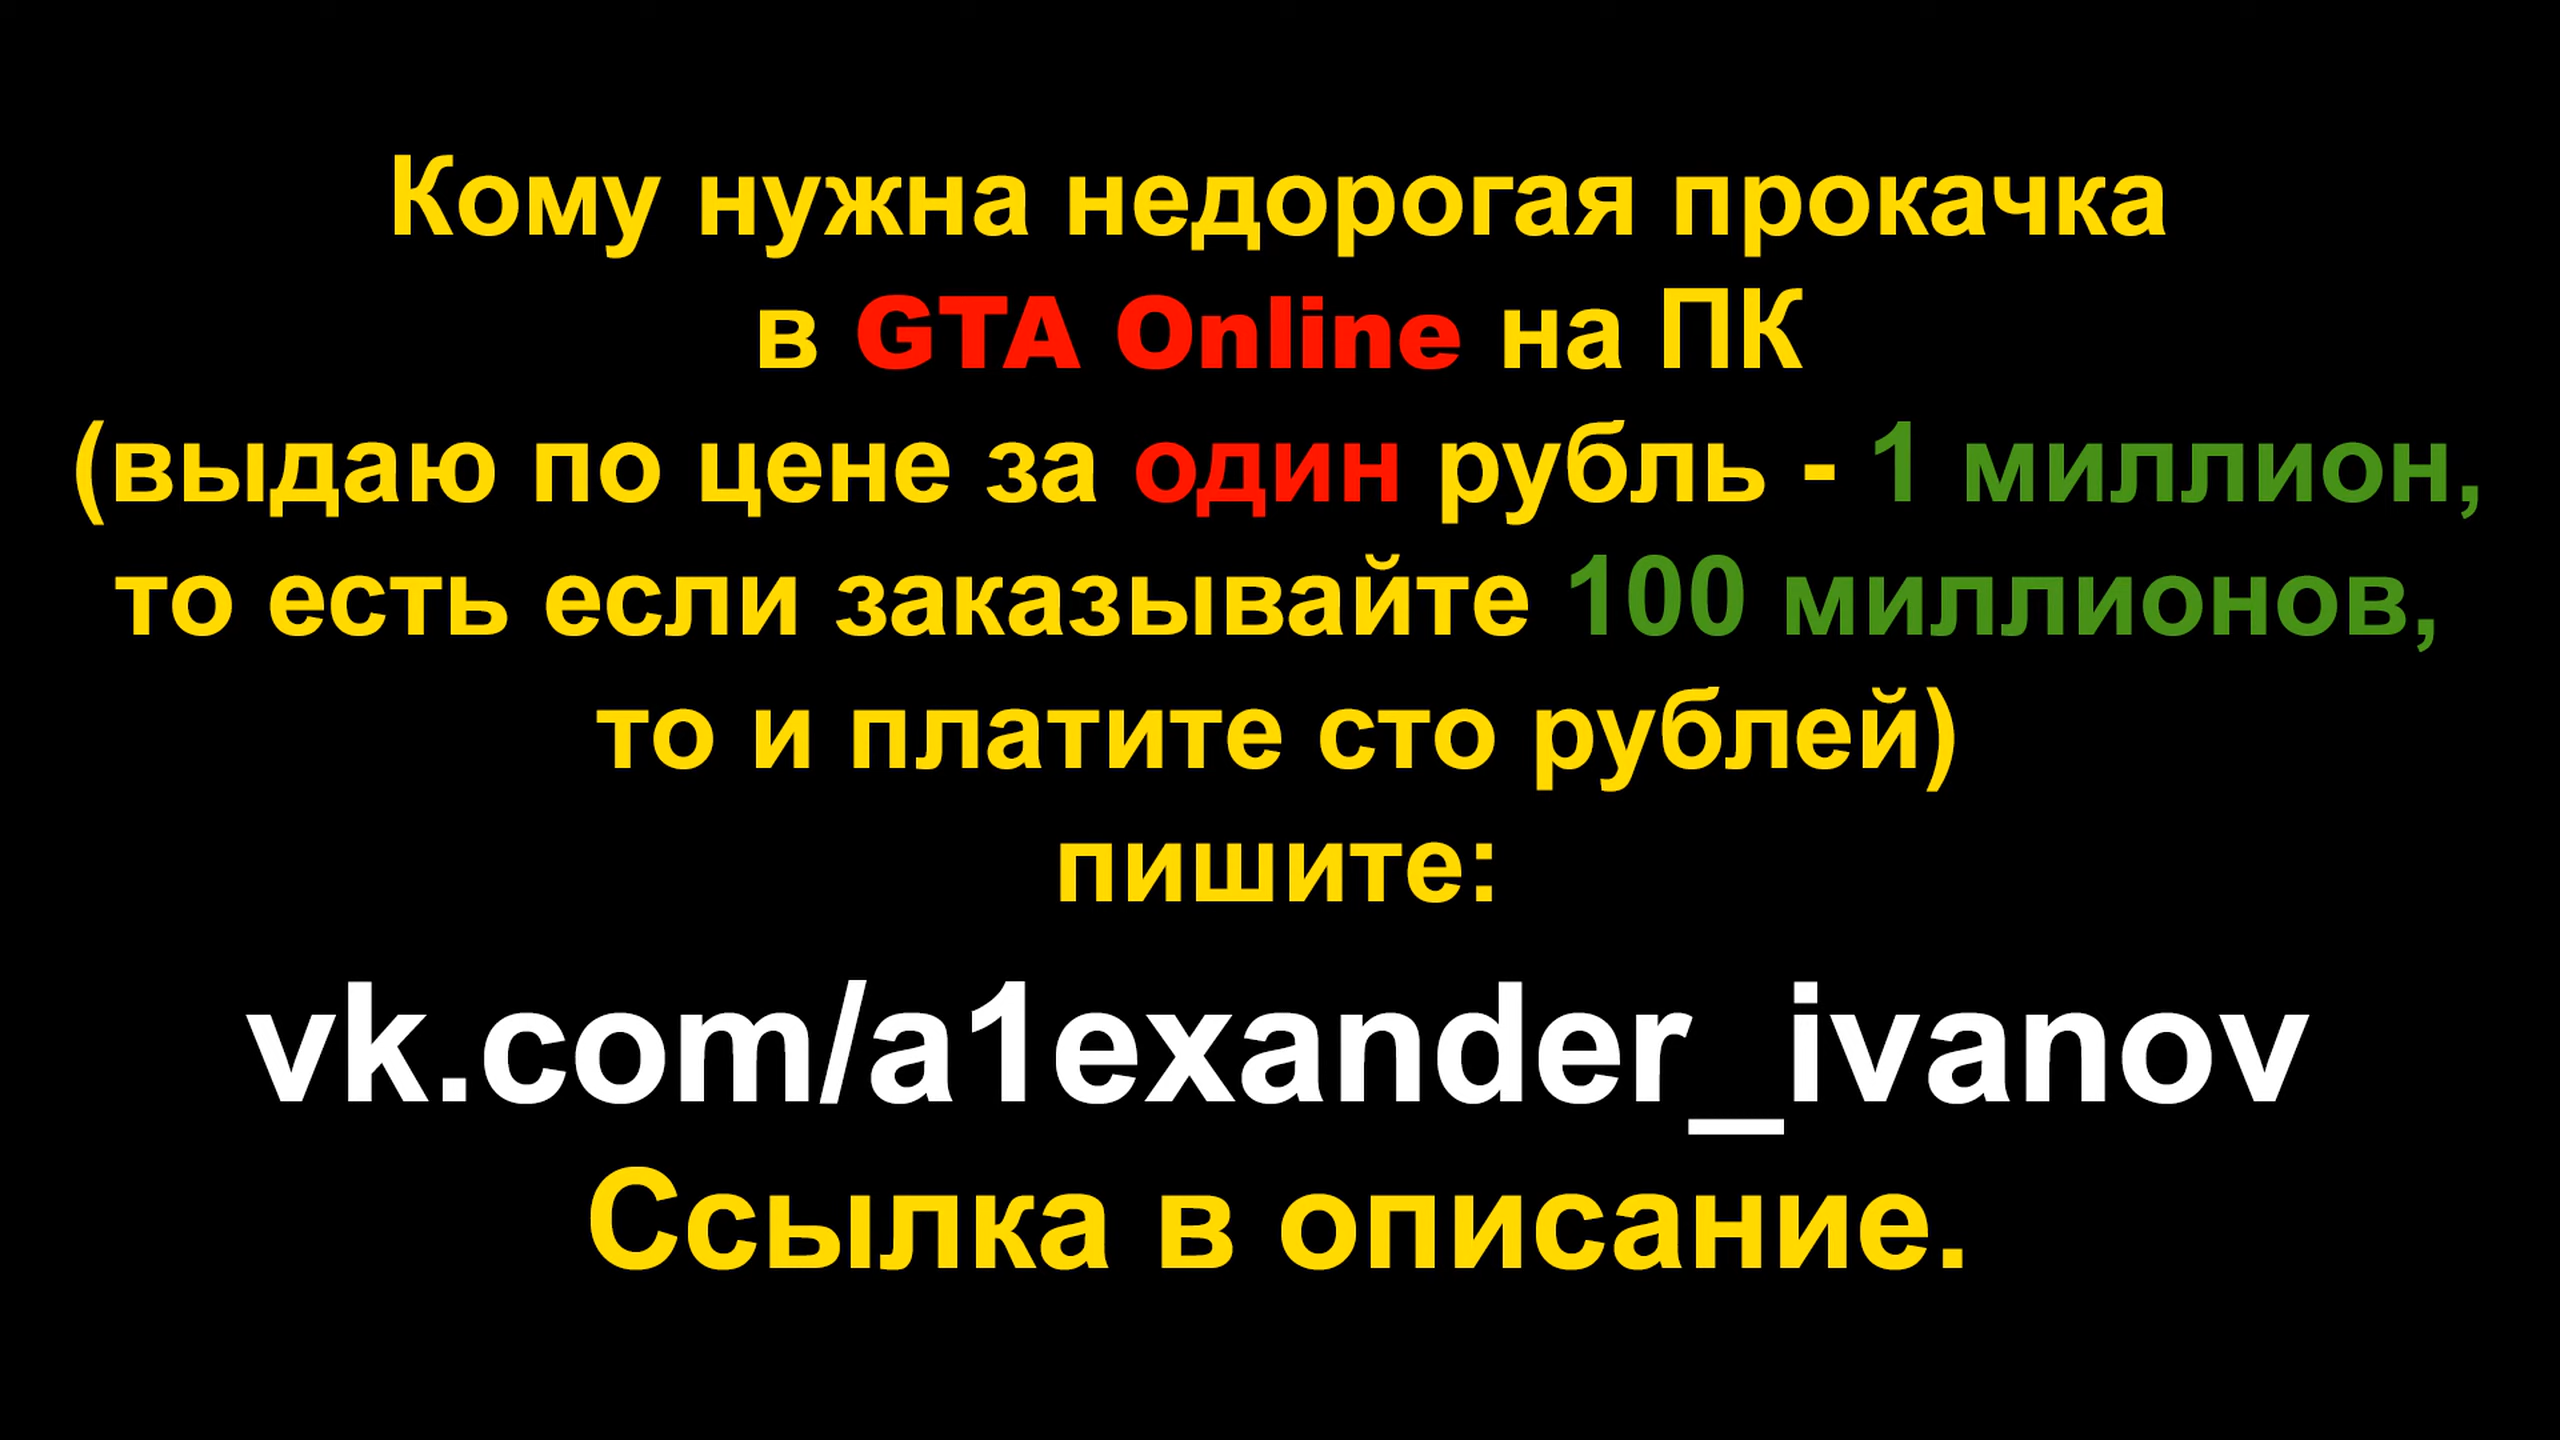 Кому нужна недорогая прокачка
в GTA Online на ПК
(выдаю по цене за один рубль - 1 миллион,
то есть если заказывайте 100 миллионов,
то и платите сто рублей)
пишите:
vk.com/a1exander_ivanov
Ссылка в описание.